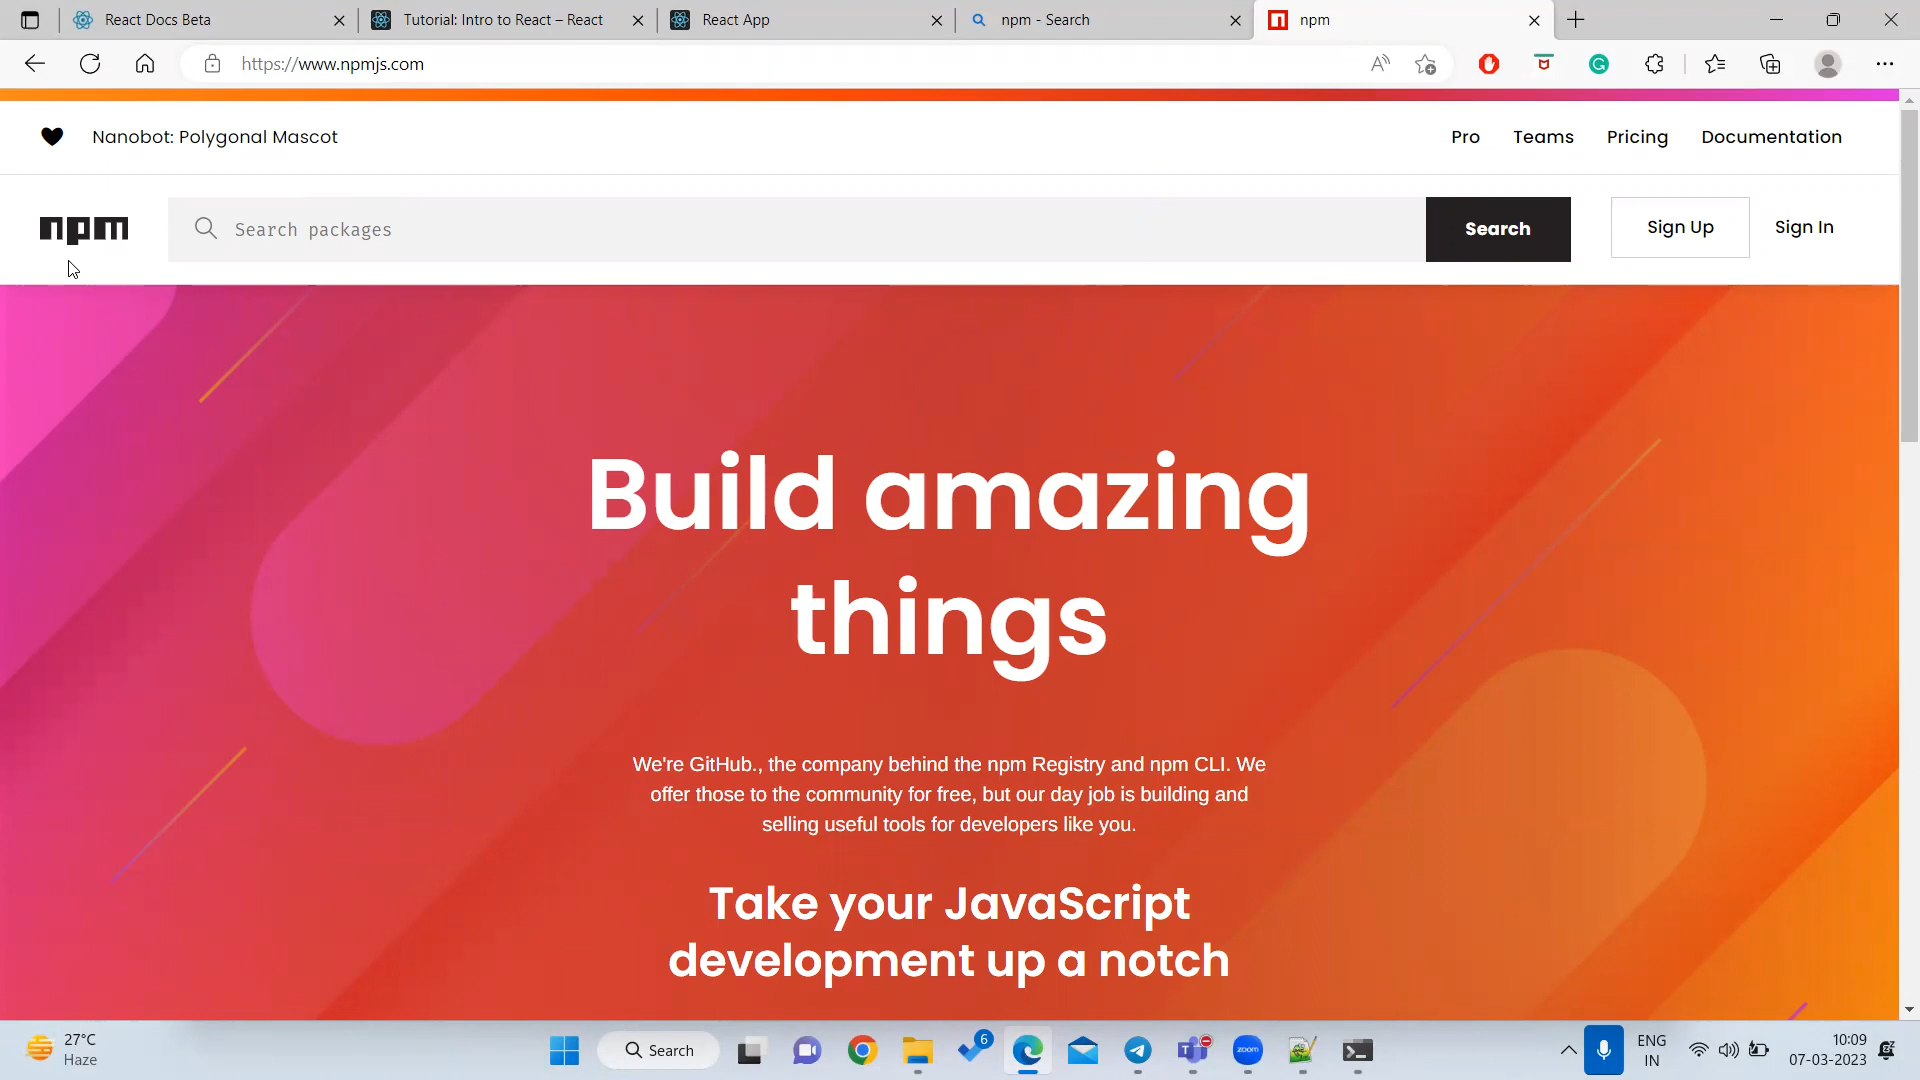 React Docs Beta
Tutorial: Intro to React – React
React App
npm - Search
npm
https://www.npmjs.com
Nanobot: Polygonal Mascot
Pro
Teams
Pricing
Documentation
npm
Search packages
Search
Sign Up
Sign In
Build amazing
things
We're GitHub., the company behind the npm Registry and npm CLI. We
offer those to the community for free, but our day job is building and
selling useful tools for developers like you.
Take your JavaScript
development up a notch
27°C
Haze
Search
6
zoom
ENG
IN
10:09
07-03-2023